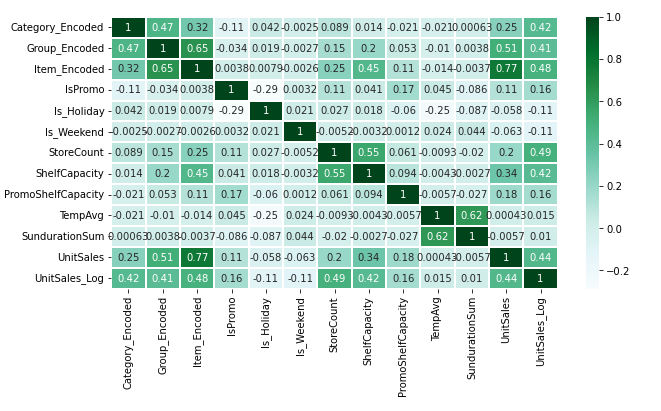 Category_Encoded 1 0.47 0.32 -0.11 0.042 -0.0025 0.089 0.014 -0.021 -0.021 0.00063 0.25 0.42
Group_Encoded 0.47 1 0.65 -0.034 0.019 -0.0027 0.15 0.2 0.053 -0.01 0.0038 0.51 0.41
Item_Encoded 0.32 0.65 1 0.0038 0.0079 -0.0026 0.25 0.45 0.11 -0.014 -0.0037 0.77 0.48
IsPromo -0.11 -0.034 0.0038 1 -0.29 0.0032 0.11 0.041 0.17 0.045 -0.086 0.11 0.16
Is_Holiday 0.042 0.019 0.0079 -0.29 1 0.021 0.027 0.018 -0.06 -0.25 -0.087 -0.058 -0.11
Is_Weekend -0.0025 -0.0027 -0.0026 0.0032 0.021 1 -0.0052 -0.0032 0.0012 0.024 0.044 -0.063 -0.11
StoreCount 0.089 0.15 0.25 0.11 0.027 -0.0052 1 0.55 0.061 -0.0093 -0.02 0.2 0.49
ShelfCapacity 0.014 0.2 0.45 0.041 0.018 -0.0032 0.55 1 0.094 -0.0043 -0.0027 0.34 0.42
PromoShelfCapacity -0.021 0.053 0.11 0.17 -0.06 0.0012 0.061 0.094 1 -0.0057 -0.027 0.18 0.16
TempAvg -0.021 -0.01 -0.014 0.045 -0.25 0.024 -0.0093 -0.0043 -0.0057 1 0.62 0.00043 0.015
SundurationSum 0.00063 0.0038 -0.0037 -0.086 -0.087 0.044 -0.02 -0.0027 -0.027 0.62 1 -0.0057 0.01
UnitSales 0.25 0.51 0.77 0.11 -0.058 -0.063 0.2 0.34 0.18 0.00043 -0.0057 1 0.44
UnitSales_Log 0.42 0.41 0.48 0.16 -0.11 -0.11 0.49 0.42 0.16 0.015 0.01 0.44 1
Category_Encoded
Group_Encoded
Item_Encoded
IsPromo
Is_Holiday
Is_Weekend
StoreCount
ShelfCapacity
PromoShelfCapacity
TempAvg
SundurationSum
UnitSales
UnitSales_Log
1.0
0.8
0.6
0.4
0.2
0.0
−0.2